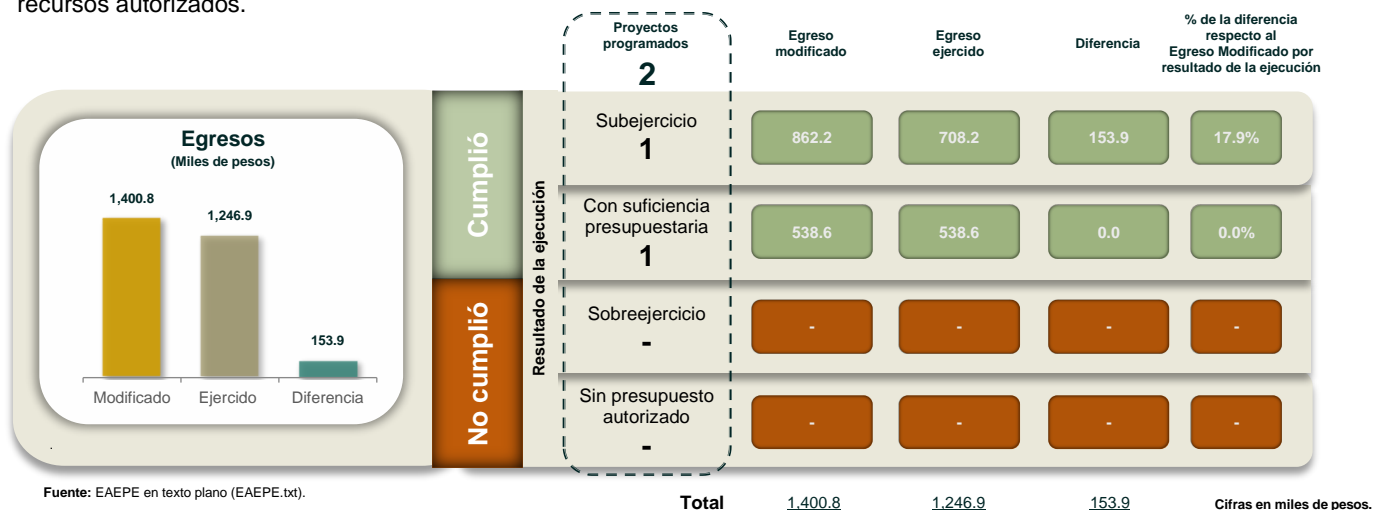 recursos autorizados.
Proyectos
programados
2
Egreso
modificado
Egreso
ejercido
Diferencia
% de la diferencia
respecto al
Egreso Modificado por
resultado de la ejecución
Egresos
(Miles de pesos)
1,400.8
1,246.9
153.9
Modificado
Ejercido
Diferencia
.
Cumplió
No cumplió
Resultado de la ejecución
Subejercicio
1
862.2
708.2
153.9
17.9%
Con suficiencia
presupuestaria
1
538.6
538.6
0.0
0.0%
Sobreejercicio
-
-
-
-
-
Sin presupuesto
autorizado
-
-
-
-
-
Fuente: EAEPE en texto plano (EAEPE.txt).
Total 1,400.8 1,246.9 153.9 Cifras en miles de pesos.